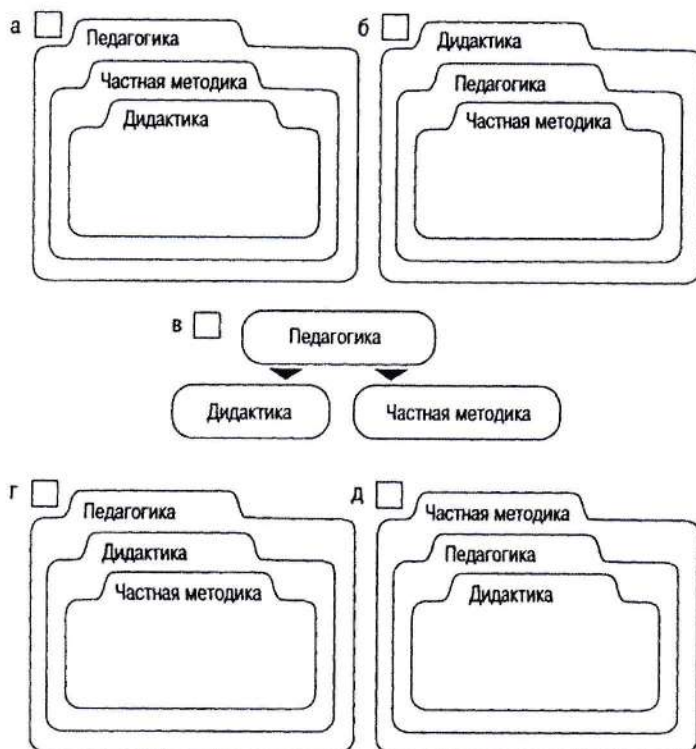 а
Педагогика
Частная методика
Дидактика
б
Дидактика
Педагогика
Частная методика
в
Педагогика
Дидактика
Частная методика
г
Педагогика
Дидактика
Частная методика
д
Частная методика
Педагогика
Дидактика